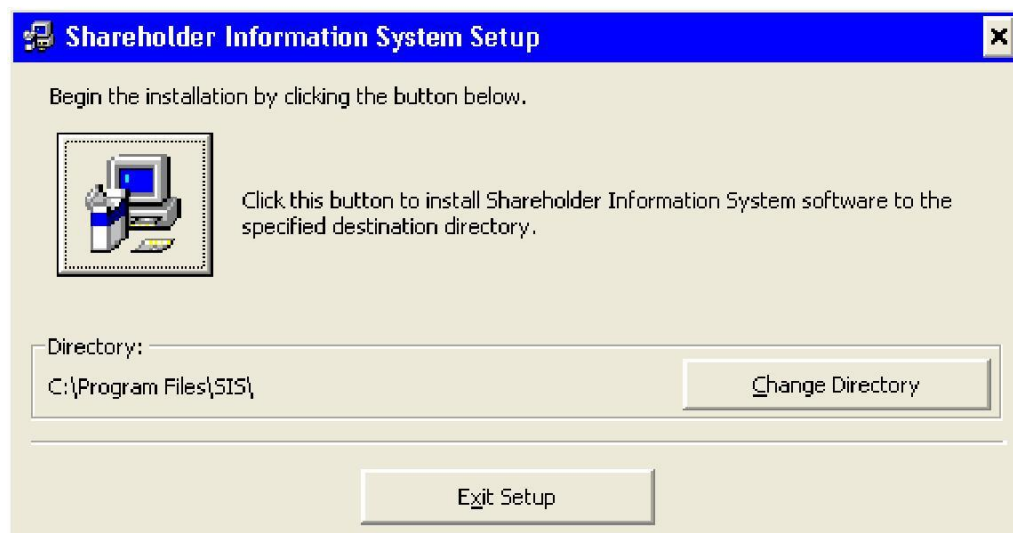 Shareholder Information System Setup
Begin the installation by clicking the button below.
Click this button to install Shareholder Information System software to the
specified destination directory.
Directory:
C:\Program Files\SIS\
Change Directory
Exit Setup